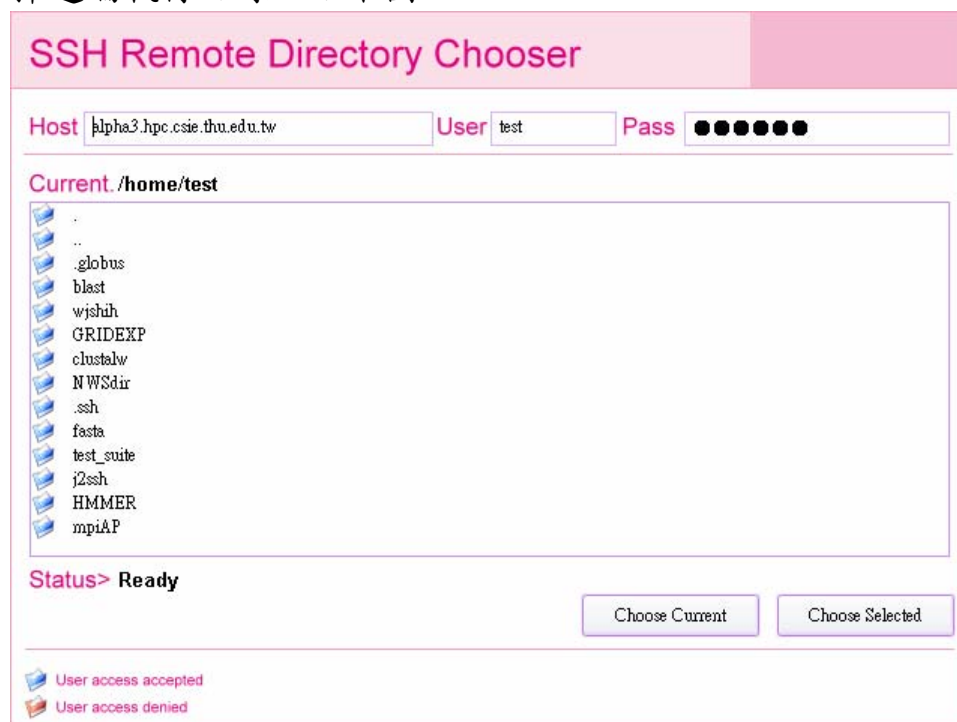 SSH Remote Directory Chooser
Host alpha3.hpc.csie.thu.edu.tw User test Pass ●●●●●●
Current. /home/test
.
..
.globus
blast
wjshih
GRIDEXP
clustalw
NWSdir
.ssh
fasta
test_suite
j2ssh
HMMER
mpiAP
Status> Ready
Choose Current Choose Selected
User access accepted
User access denied